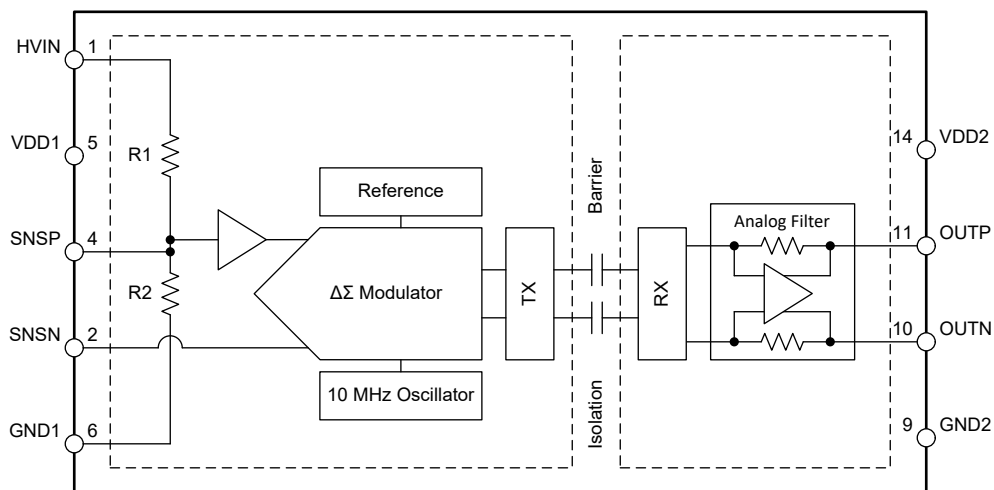 HVIN
1
VDD1
5
R1
SNSP
4
R2
SNSN
2
GND1
6
Reference
ΔΣ Modulator
10 MHz Oscillator
TX
Barrier
Isolation
RX
Analog Filter
14
VDD2
11
OUTP
10
OUTN
9
GND2